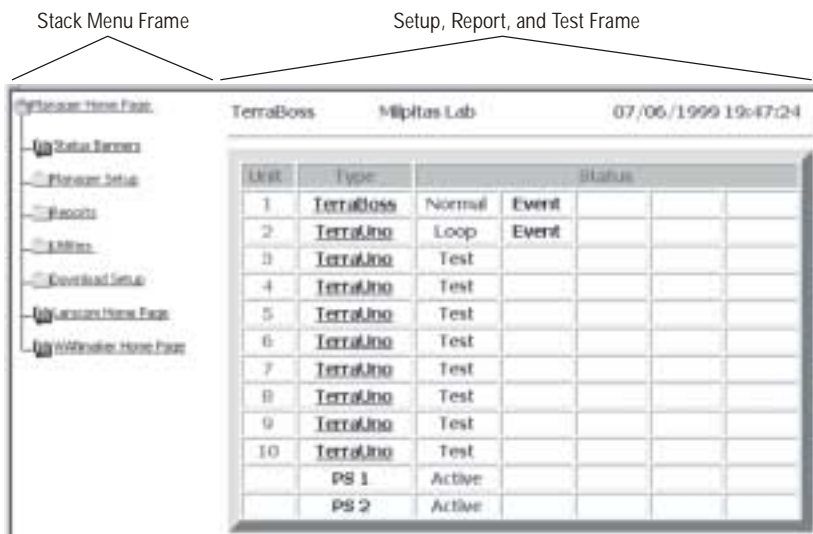 Stack Menu Frame
Setup, Report, and Test Frame
Manager Home Page
Status Banners
Manager Setup
Reports
Utilities
Download Setup
Larscom Home Page
WANmaker Home Page
TerraBoss Milpitas Lab 07/06/1999 19:47:24
Unit Type Status
1 TerraBoss Normal Event
2 TerraUno Loop Event
3 TerraUno Test
4 TerraUno Test
5 TerraUno Test
6 TerraUno Test
7 TerraUno Test
8 TerraUno Test
9 TerraUno Test
10 TerraUno Test
PS 1 Active
PS 2 Active